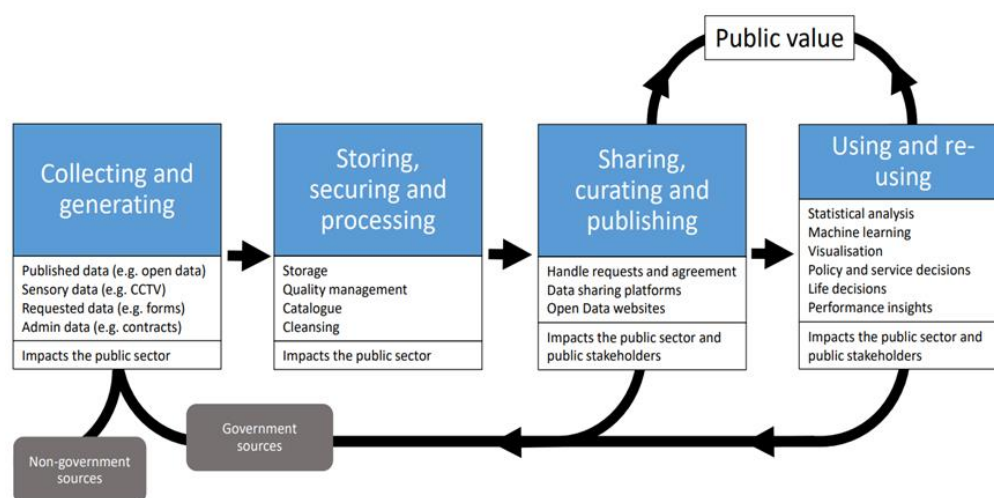 Public value
Collecting and
generating
Published data (e.g. open data)
Sensory data (e.g. CCTV)
Requested data (e.g. forms)
Admin data (e.g. contracts)
Impacts the public sector
Storing,
securing and
processing
Storage
Quality management
Catalogue
Cleansing
Impacts the public sector
Sharing,
curating and
publishing
Handle requests and agreement
Data sharing platforms
Open Data websites
Impacts the public sector and
public stakeholders
Using and re-
using
Statistical analysis
Machine learning
Visualisation
Policy and service decisions
Life decisions
Performance insights
Impacts the public sector and
public stakeholders
Government
sources
Non-government
sources